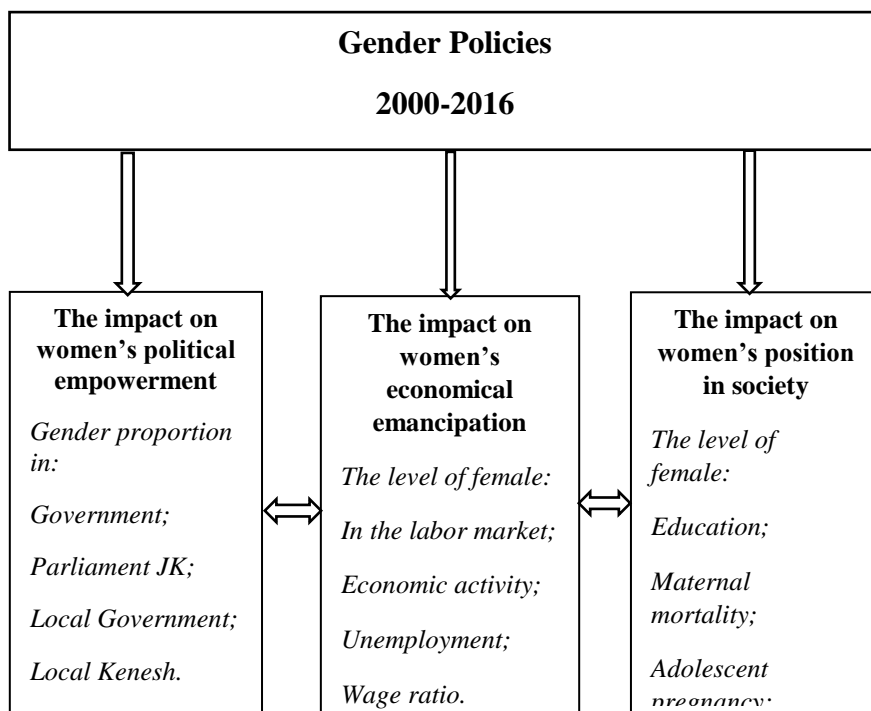 Gender Policies
2000-2016
The impact on
women’s political
empowerment
Gender proportion
in:
Government;
Parliament JK;
Local Government;
Local Kenesh.
The impact on
women’s
economical
emancipation
The level of female:
In the labor market;
Economic activity;
Unemployment;
Wage ratio.
The impact on
women’s position
in society
The level of
female:
Education;
Maternal
mortality;
Adolescent
pregnancy;